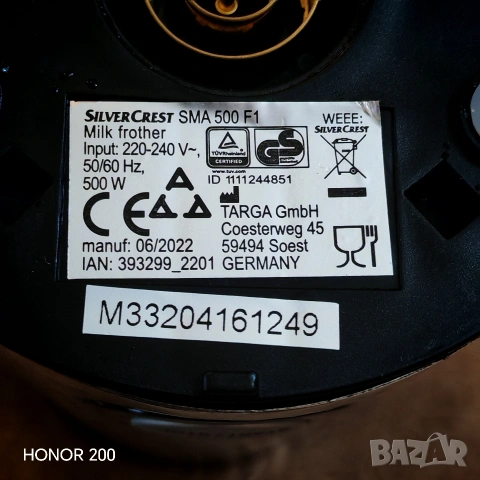 SILVERCREST SMA 500 F1
Milk frother
Input: 220-240 V~,
50/60 Hz,
500 W
TÜVRheinland
CERTIFIED
www.tuv.com
ID 1111244851
GS
WEEE:
SILVERCREST
CE
manuf: 06/2022
IAN: 393299_2201
TARGA GmbH
Coesterweg 45
59494 Soest
GERMANY
M33204161249
HONOR 200
BAZAR